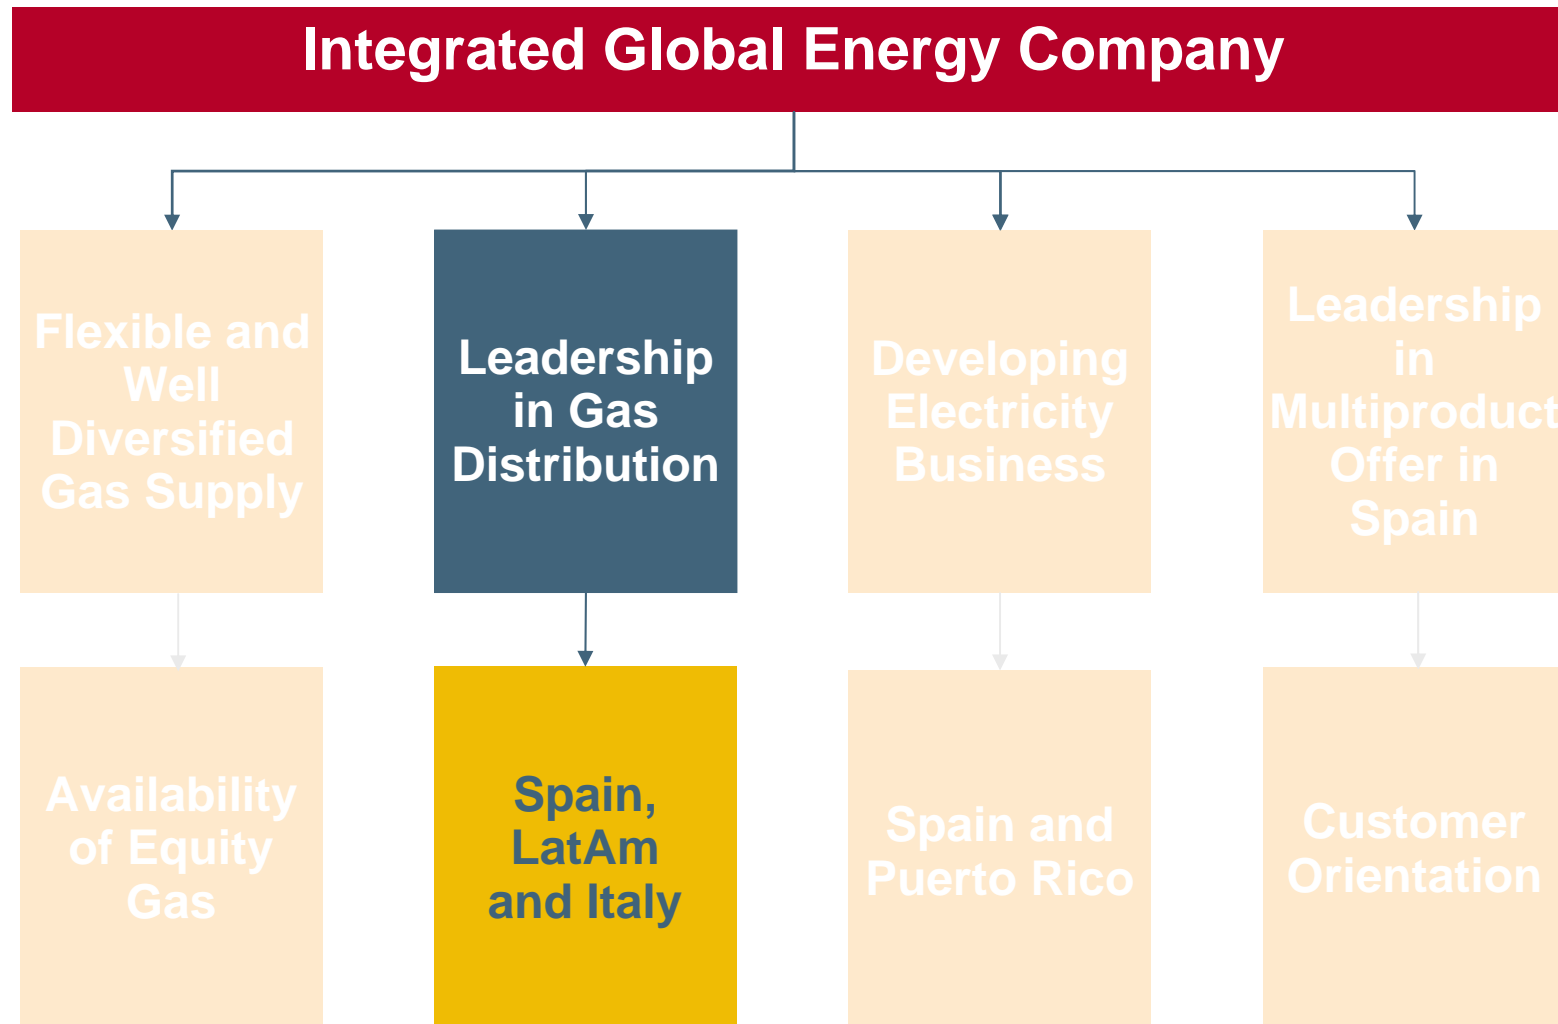 Integrated Global Energy Company
Flexible and
Well
Diversified
Gas Supply
Leadership
in Gas
Distribution
Developing
Electricity
Business
Leadership
in
Multiproduct
Offer in
Spain
Availability
of Equity
Gas
Spain,
LatAm
and Italy
Spain and
Puerto Rico
Customer
Orientation